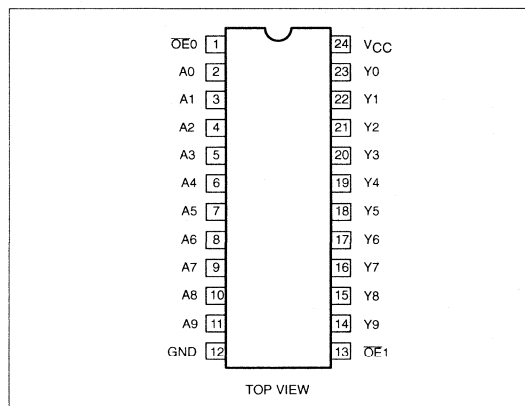 O̅E̅0 1 24 VCC
A0 2 23 Y0
A1 3 22 Y1
A2 4 21 Y2
A3 5 20 Y3
A4 6 19 Y4
A5 7 18 Y5
A6 8 17 Y6
A7 9 16 Y7
A8 10 15 Y8
A9 11 14 Y9
GND 12 13 O̅E̅1
TOP VIEW